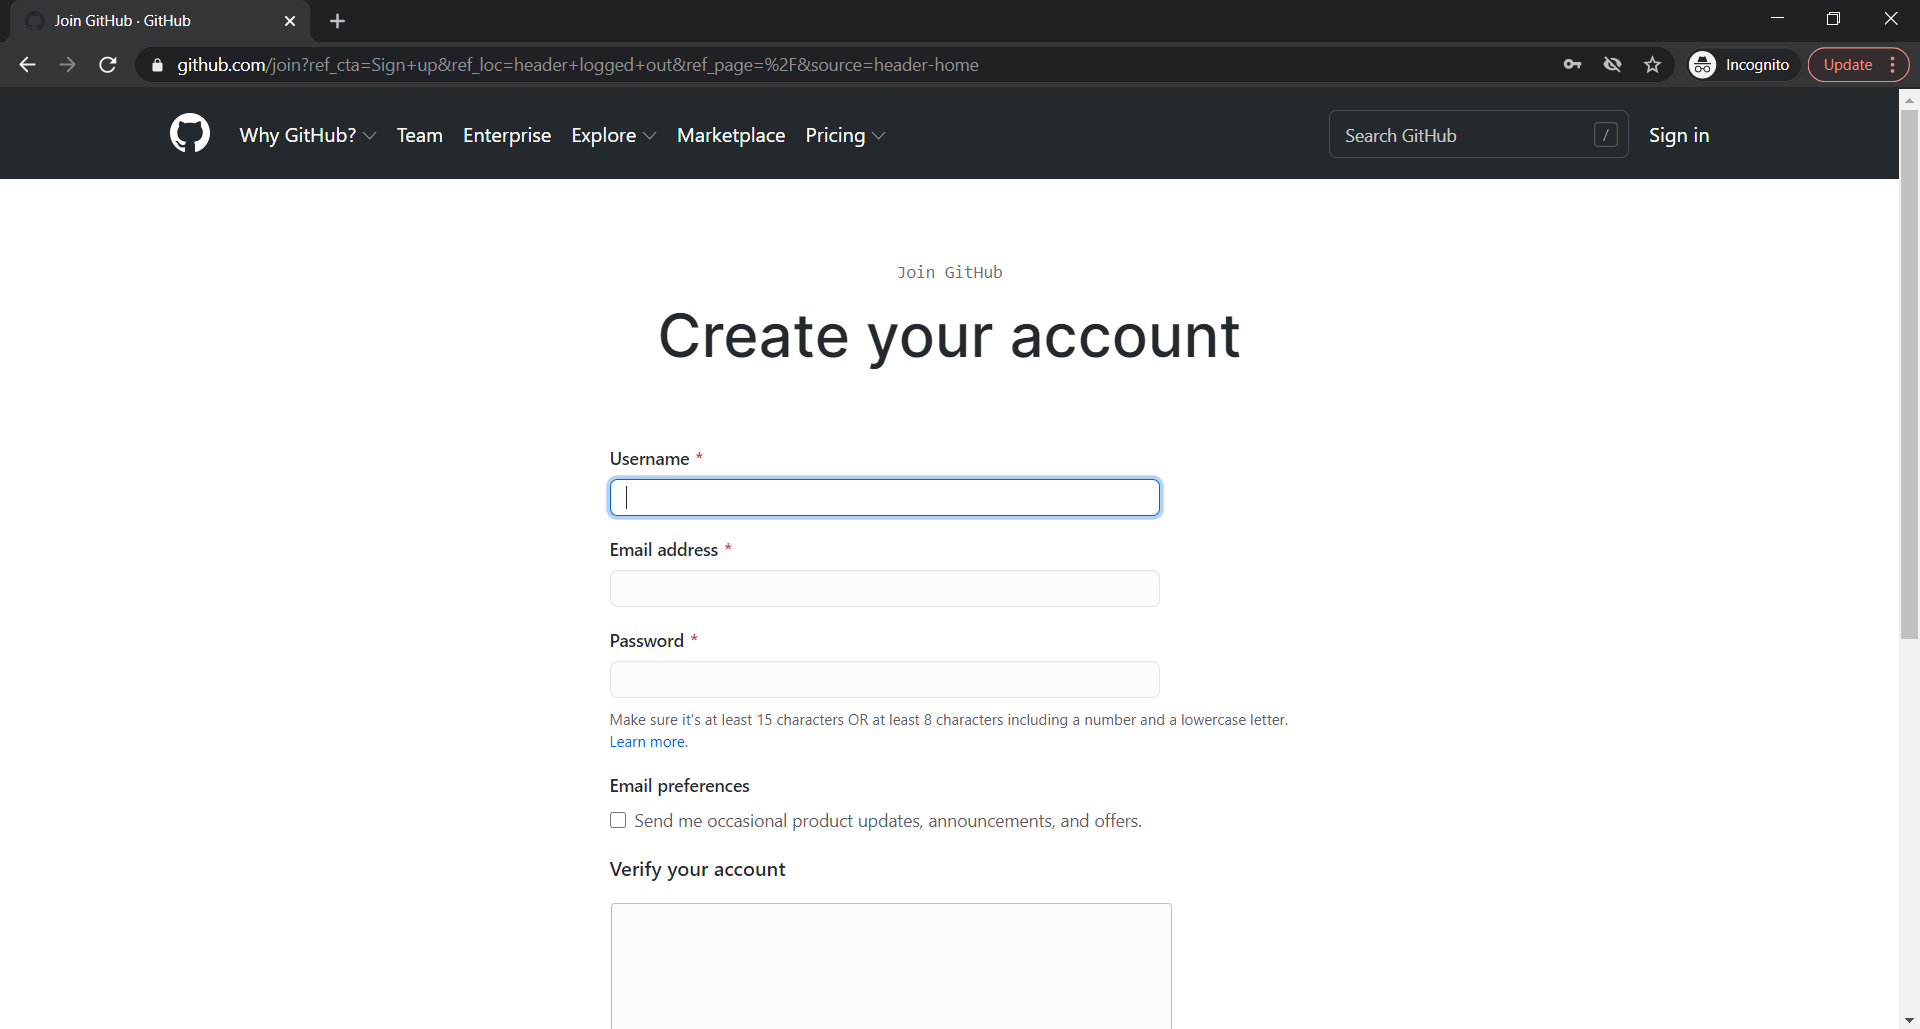 Join GitHub · GitHub
github.com/join?ref_cta=Sign+up&ref_loc=header+logged+out&ref_page=%2F&source=header-home
Incognito
Update
Why GitHub?
Team
Enterprise
Explore
Marketplace
Pricing
Search GitHub
/
Sign in
Join GitHub
Create your account
Username *
Email address *
Password *
Make sure it's at least 15 characters OR at least 8 characters including a number and a lowercase letter.
Learn more.
Email preferences
Send me occasional product updates, announcements, and offers.
Verify your account